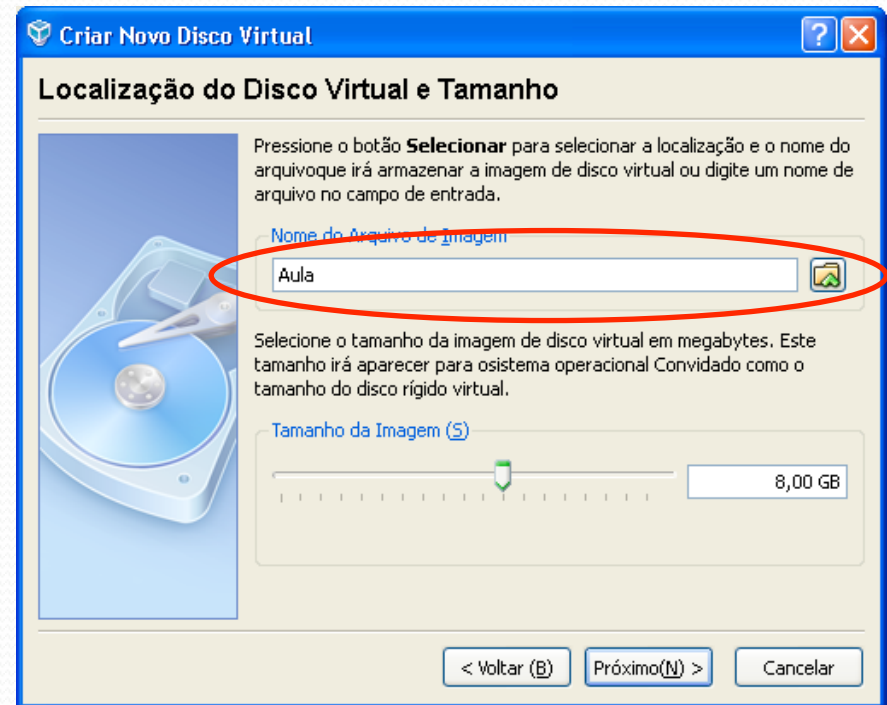 Criar Novo Disco Virtual
Localização do Disco Virtual e Tamanho
Pressione o botão Selecionar para selecionar a localização e o nome do
arquivoque irá armazenar a imagem de disco virtual ou digite um nome de
arquivo no campo de entrada.
Nome do Arquivo de Imagem
Aula
Selecione o tamanho da imagem de disco virtual em megabytes. Este
tamanho irá aparecer para osistema operacional Convidado como o
tamanho do disco rígido virtual.
Tamanho da Imagem (S)
8,00 GB
< Voltar (B) Próximo(N) > Cancelar